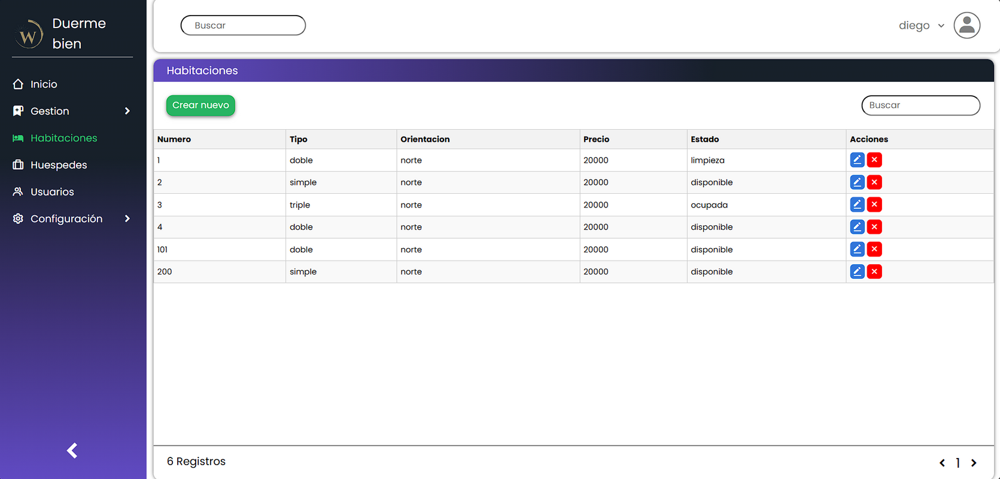 W
Duerme
bien
Inicio
Gestion
Habitaciones
Huespedes
Usuarios
Configuración
Buscar
diego
Habitaciones
Crear nuevo
Buscar
Numero Tipo Orientacion Precio Estado Acciones
1 doble norte 20000 limpieza
2 simple norte 20000 disponible
3 triple norte 20000 ocupada
4 doble norte 20000 disponible
101 doble norte 20000 disponible
200 simple norte 20000 disponible
6 Registros
1